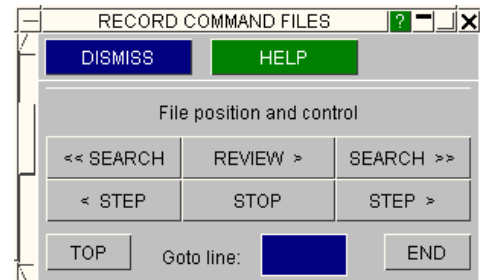 RECORD COMMAND FILES ?
DISMISS HELP
File position and control
<< SEARCH REVIEW > SEARCH >>
< STEP STOP STEP >
TOP Goto line: END